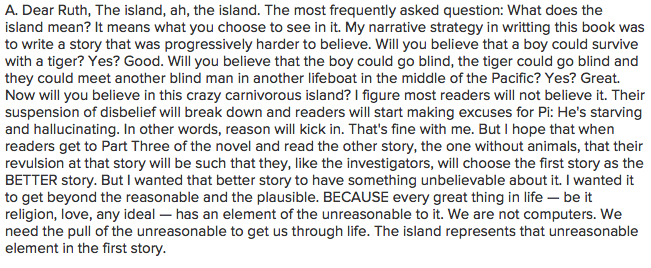 A. Dear Ruth, The island, ah, the island. The most frequently asked question: What does the
island mean? It means what you choose to see in it. My narrative strategy in writting this book was
to write a story that was progressively harder to believe. Will you believe that a boy could survive
with a tiger? Yes? Good. Will you believe that the boy could go blind, the tiger could go blind and
they could meet another blind man in another lifeboat in the middle of the Pacific? Yes? Great.
Now will you believe in this crazy carnivorous island? I figure most readers will not believe it. Their
suspension of disbelief will break down and readers will start making excuses for Pi: He's starving
and hallucinating. In other words, reason will kick in. That's fine with me. But I hope that when
readers get to Part Three of the novel and read the other story, the one without animals, that their
revulsion at that story will be such that they, like the investigators, will choose the first story as the
BETTER story. But I wanted that better story to have something unbelievable about it. I wanted it
to get beyond the reasonable and the plausible. BECAUSE every great thing in life — be it
religion, love, any ideal — has an element of the unreasonable to it. We are not computers. We
need the pull of the unreasonable to get us through life. The island represents that unreasonable
element in the first story.